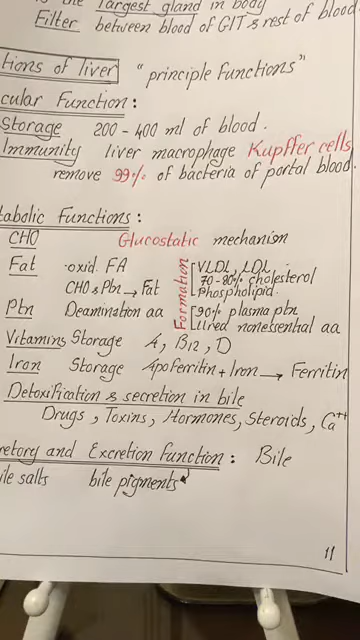 the largest gland in body
Filter between blood of GIT & rest of blood
tions of liver "principle functions"
cular Function:
Storage 200-400 ml of blood.
Immunity liver macrophage Kupffer cells
remove 99% of bacteria of portal blood.
tabolic Functions:
CHO Glucostatic mechanism
Fat oxid. FA Formation VLDL, LDL
70-80% cholesterol
CHO & Ptn → Fat Phospholipid
Ptn Deamination aa 90% plasma ptn
Urea nonessential aa
Vitamins Storage A, B12, D
Iron Storage Apoferritin + Iron → Ferritin
Detoxification & secretion in bile
Drugs, Toxins, Hormones, Steroids, Ca++
retory and Excretion Function: Bile
ile salts bile pigments
11